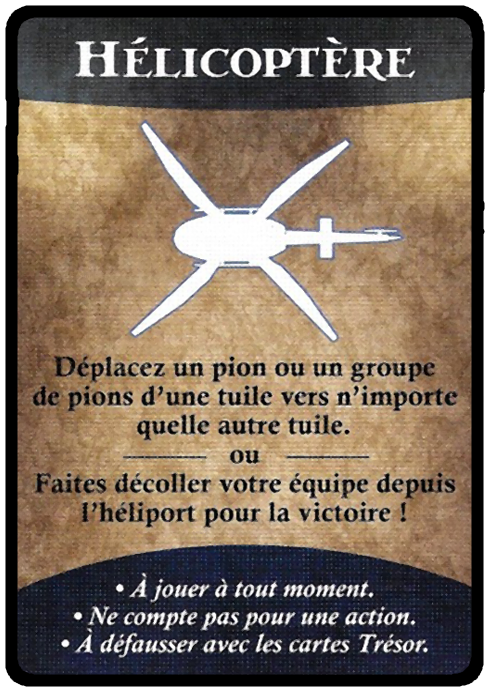 HÉLICOPTÈRE
Déplacez un pion ou un groupe
de pions d'une tuile vers n'importe
quelle autre tuile.
ou
Faites décoller votre équipe depuis
l'héliport pour la victoire !
• À jouer à tout moment.
• Ne compte pas pour une action.
• À défausser avec les cartes Trésor.